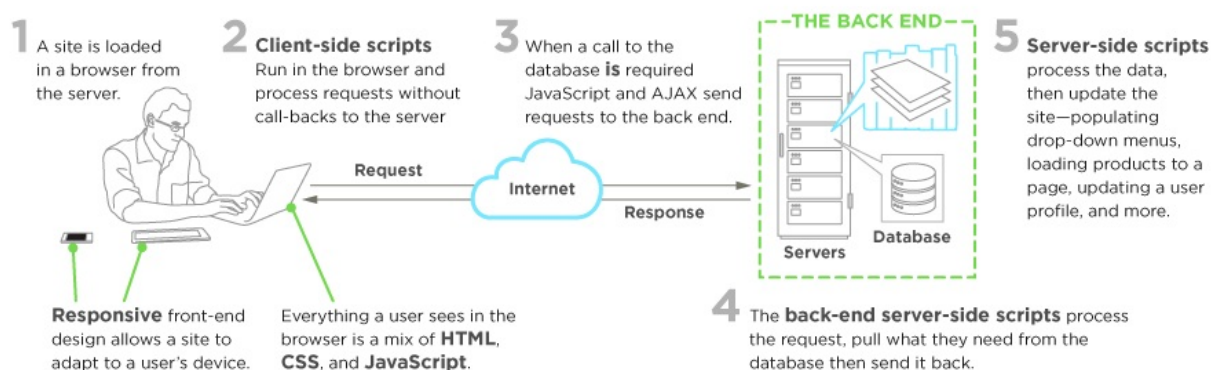 1 A site is loaded
in a browser from
the server.
2 Client-side scripts
Run in the browser and
process requests without
call-backs to the server
3 When a call to the
database is required
JavaScript and AJAX send
requests to the back end.
THE BACK END
5 Server-side scripts
process the data,
then update the
site—populating
drop-down menus,
loading products to a
page, updating a user
profile, and more.
Request
Internet
Response
Servers
Database
Responsive front-end
design allows a site to
adapt to a user's device.
Everything a user sees in the
browser is a mix of HTML,
CSS, and JavaScript.
4 The back-end server-side scripts process
the request, pull what they need from the
database then send it back.